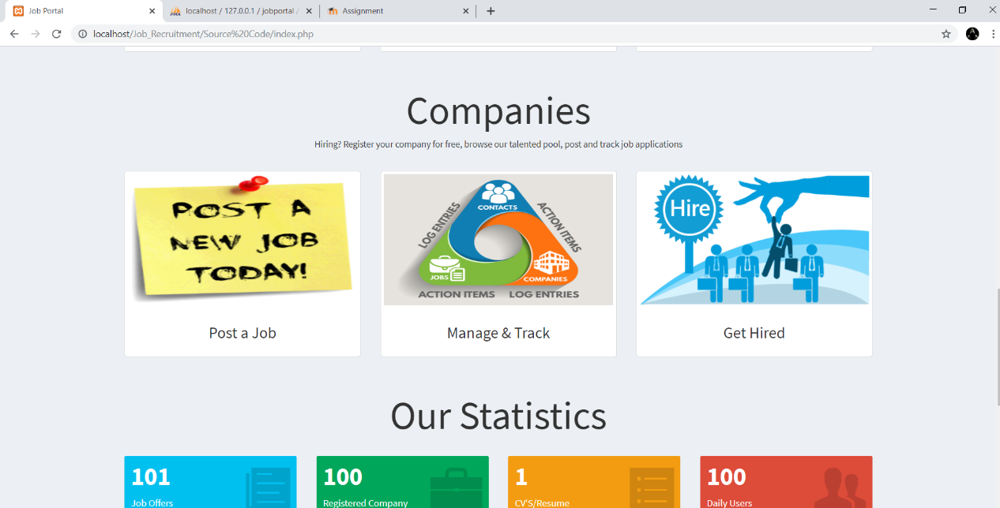 Job Portal
localhost / 127.0.0.1 / jobportal /
Assignment
localhost/Job_Recruitment/Source%20Code/index.php
Companies
Hiring? Register your company for free, browse our talented pool, post and track job applications
POST A
NEW JOB
TODAY!
CONTACTS
LOG ENTRIES
ACTION ITEMS
JOBS
COMPANIES
ACTION ITEMS LOG ENTRIES
Hire
Post a Job
Manage & Track
Get Hired
Our Statistics
101
Job Offers
100
Registered Company
1
CV'S/Resume
100
Daily Users